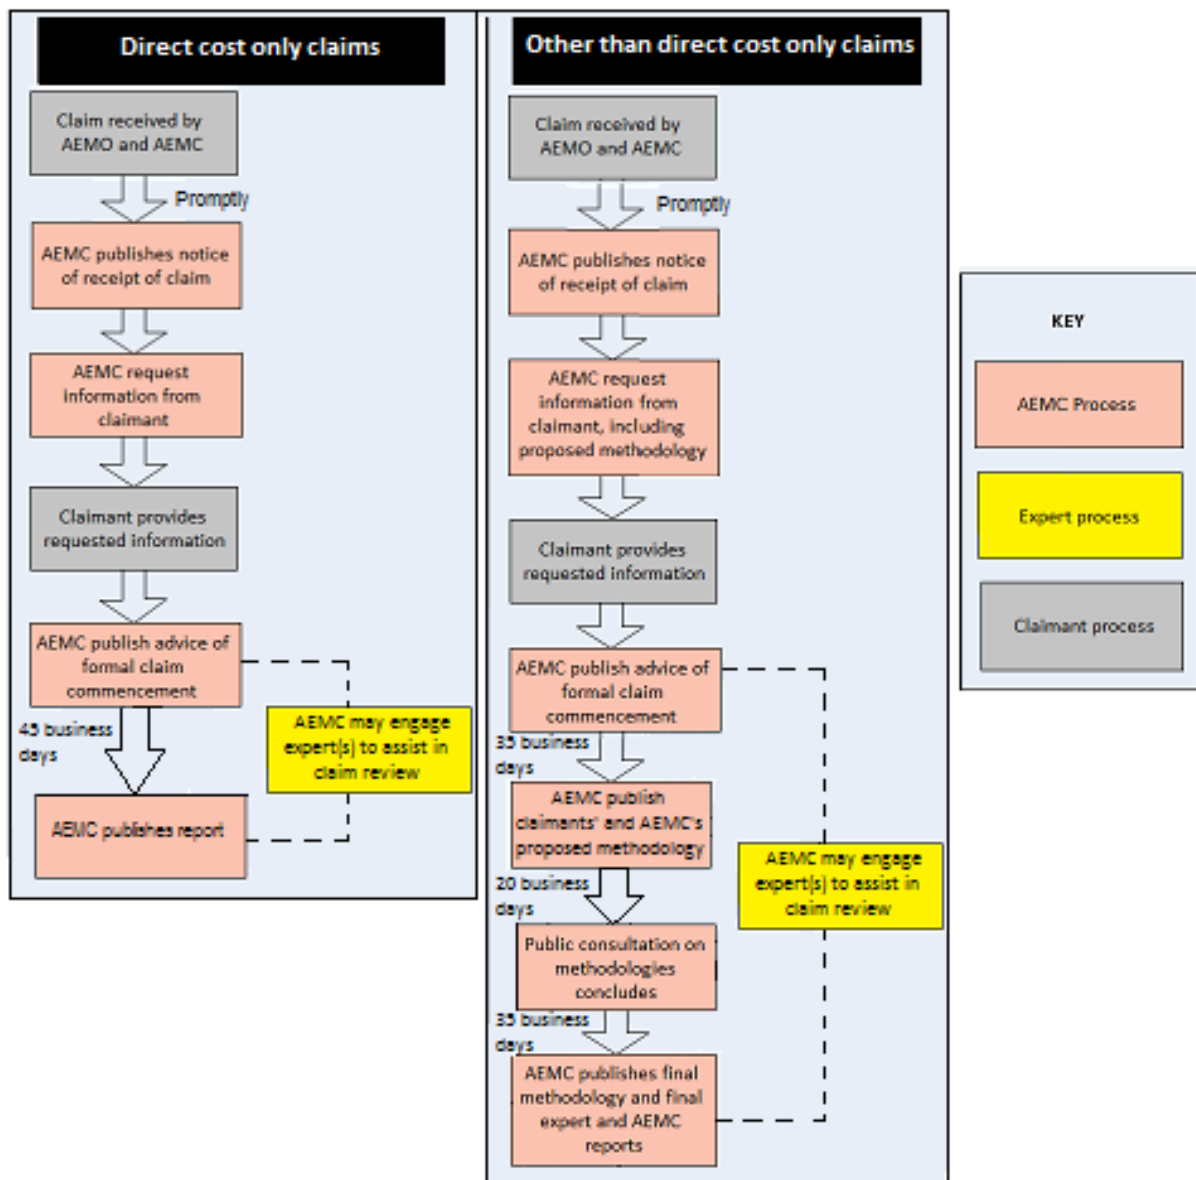 Direct cost only claims
Claim received by
AEMO and AEMC
Promptly
AEMC publishes notice
of receipt of claim
AEMC request
information from
claimant
Claimant provides
requested information
AEMC publish advice of
formal claim
commencement
45 business
days
AEMC may engage
expert(s) to assist in
claim review
AEMC publishes report
Other than direct cost only claims
Claim received by
AEMO and AEMC
Promptly
AEMC publishes notice
of receipt of claim
AEMC request
information from
claimant, including
proposed methodology
Claimant provides
requested information
AEMC publish advice of
formal claim
commencement
35 business
days
AEMC publish
claimants' and AEMC's
proposed methodology
20 business
days
AEMC may engage
expert(s) to assist in
claim review
Public consultation on
methodologies
concludes
35 business
days
AEMC publishes final
methodology and final
expert and AEMC
reports
KEY
AEMC Process
Expert process
Claimant process